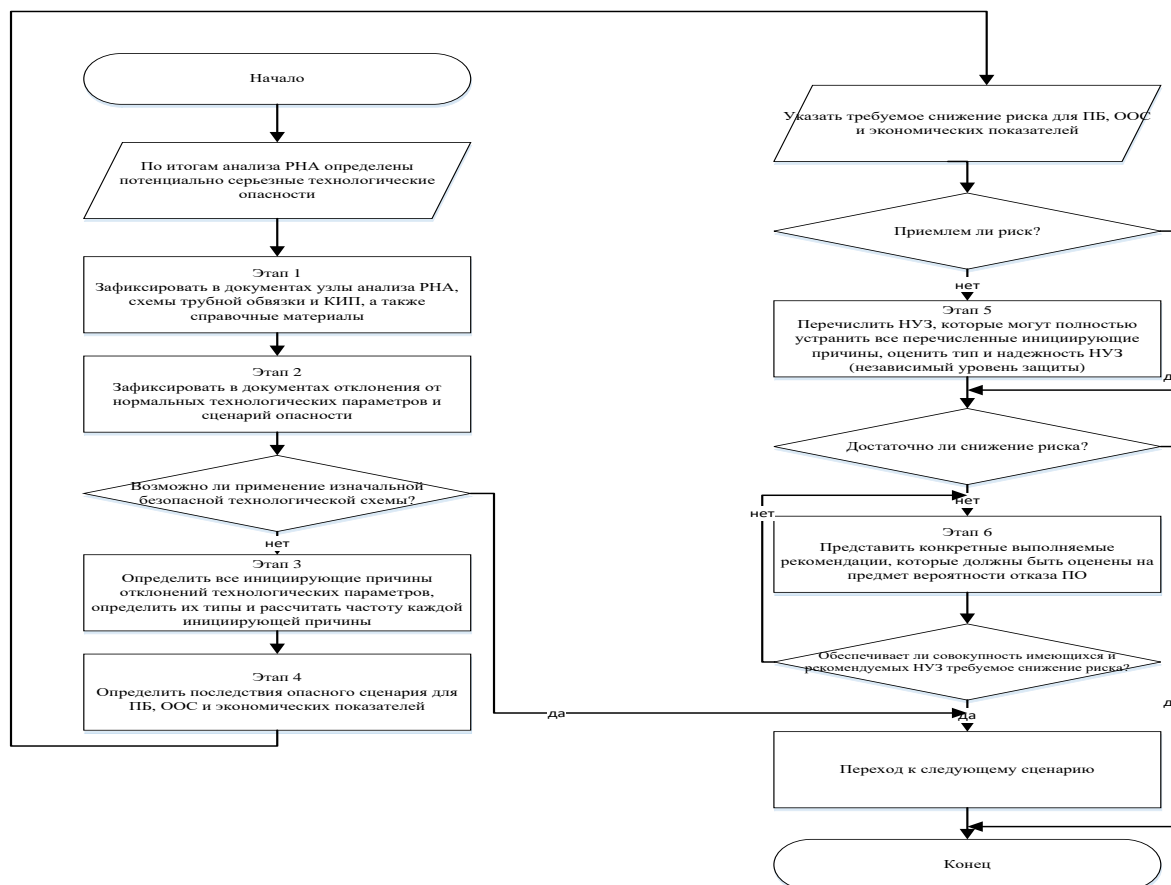 Начало
По итогам анализа PHA определены
потенциально серьезные технологические
опасности
Этап 1
Зафиксировать в документах узлы анализа PHA,
схемы трубной обвязки и КИП, а также
справочные материалы
Этап 2
Зафиксировать в документах отклонения от
нормальных технологических параметров и
сценарий опасности
Возможно ли применение изначальной
безопасной технологической схемы?
нет
Этап 3
Определить все инициирующие причины
отклонений технологических параметров,
определить их типы и рассчитать частоту каждой
инициирующей причины
Этап 4
Определить последствия опасного сценария для
ПБ, ООС и экономических показателей
да
Указать требуемое снижение риска для ПБ, ООС
и экономических показателей
Приемлем ли риск?
нет
Этап 5
Перечислить НУЗ, которые могут полностью
устранить все перечисленные инициирующие
причины, оценить тип и надежность НУЗ
(независимый уровень защиты)
Достаточно ли снижение риска?
нет
нет
Этап 6
Представить конкретные выполняемые
рекомендации, которые должны быть оценены на
предмет вероятности отказа ПО
Обеспечивает ли совокупность имеющихся и
рекомендуемых НУЗ требуемое снижение риска?
да
Переход к следующему сценарию
Конец